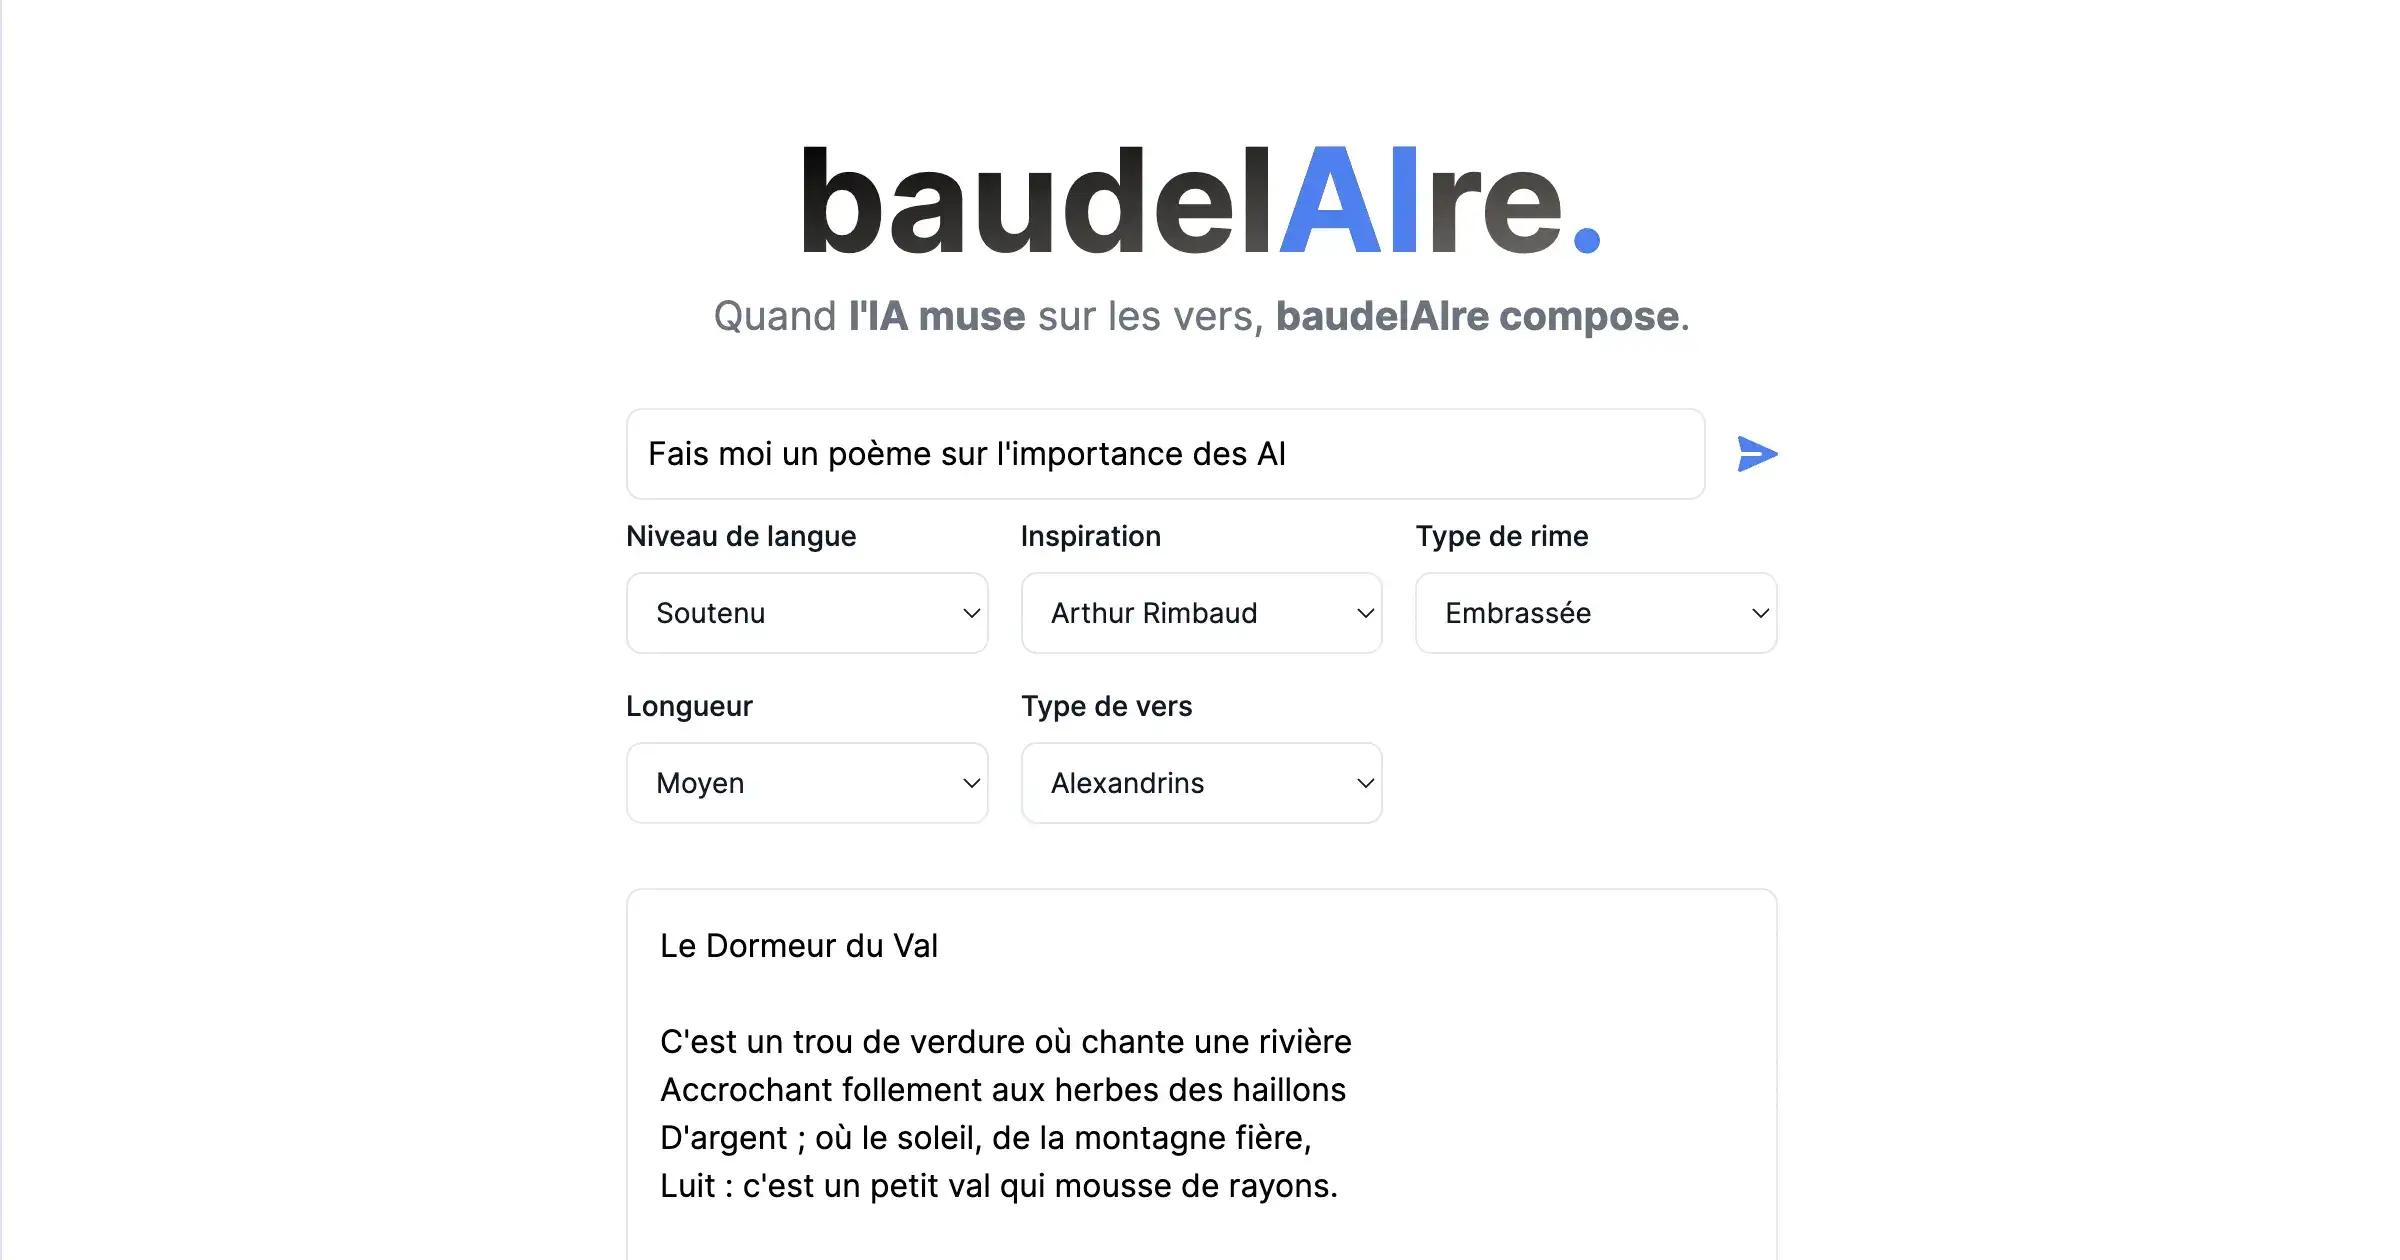 baudelAIre.
Quand l'IA muse sur les vers, baudelAIre compose.
Fais moi un poème sur l'importance des AI
Niveau de langue
Inspiration
Type de rime
Soutenu
Arthur Rimbaud
Embrassée
Longueur
Type de vers
Moyen
Alexandrins
Le Dormeur du Val
C'est un trou de verdure où chante une rivière
Accrochant follement aux herbes des haillons
D'argent ; où le soleil, de la montagne fière,
Luit : c'est un petit val qui mousse de rayons.